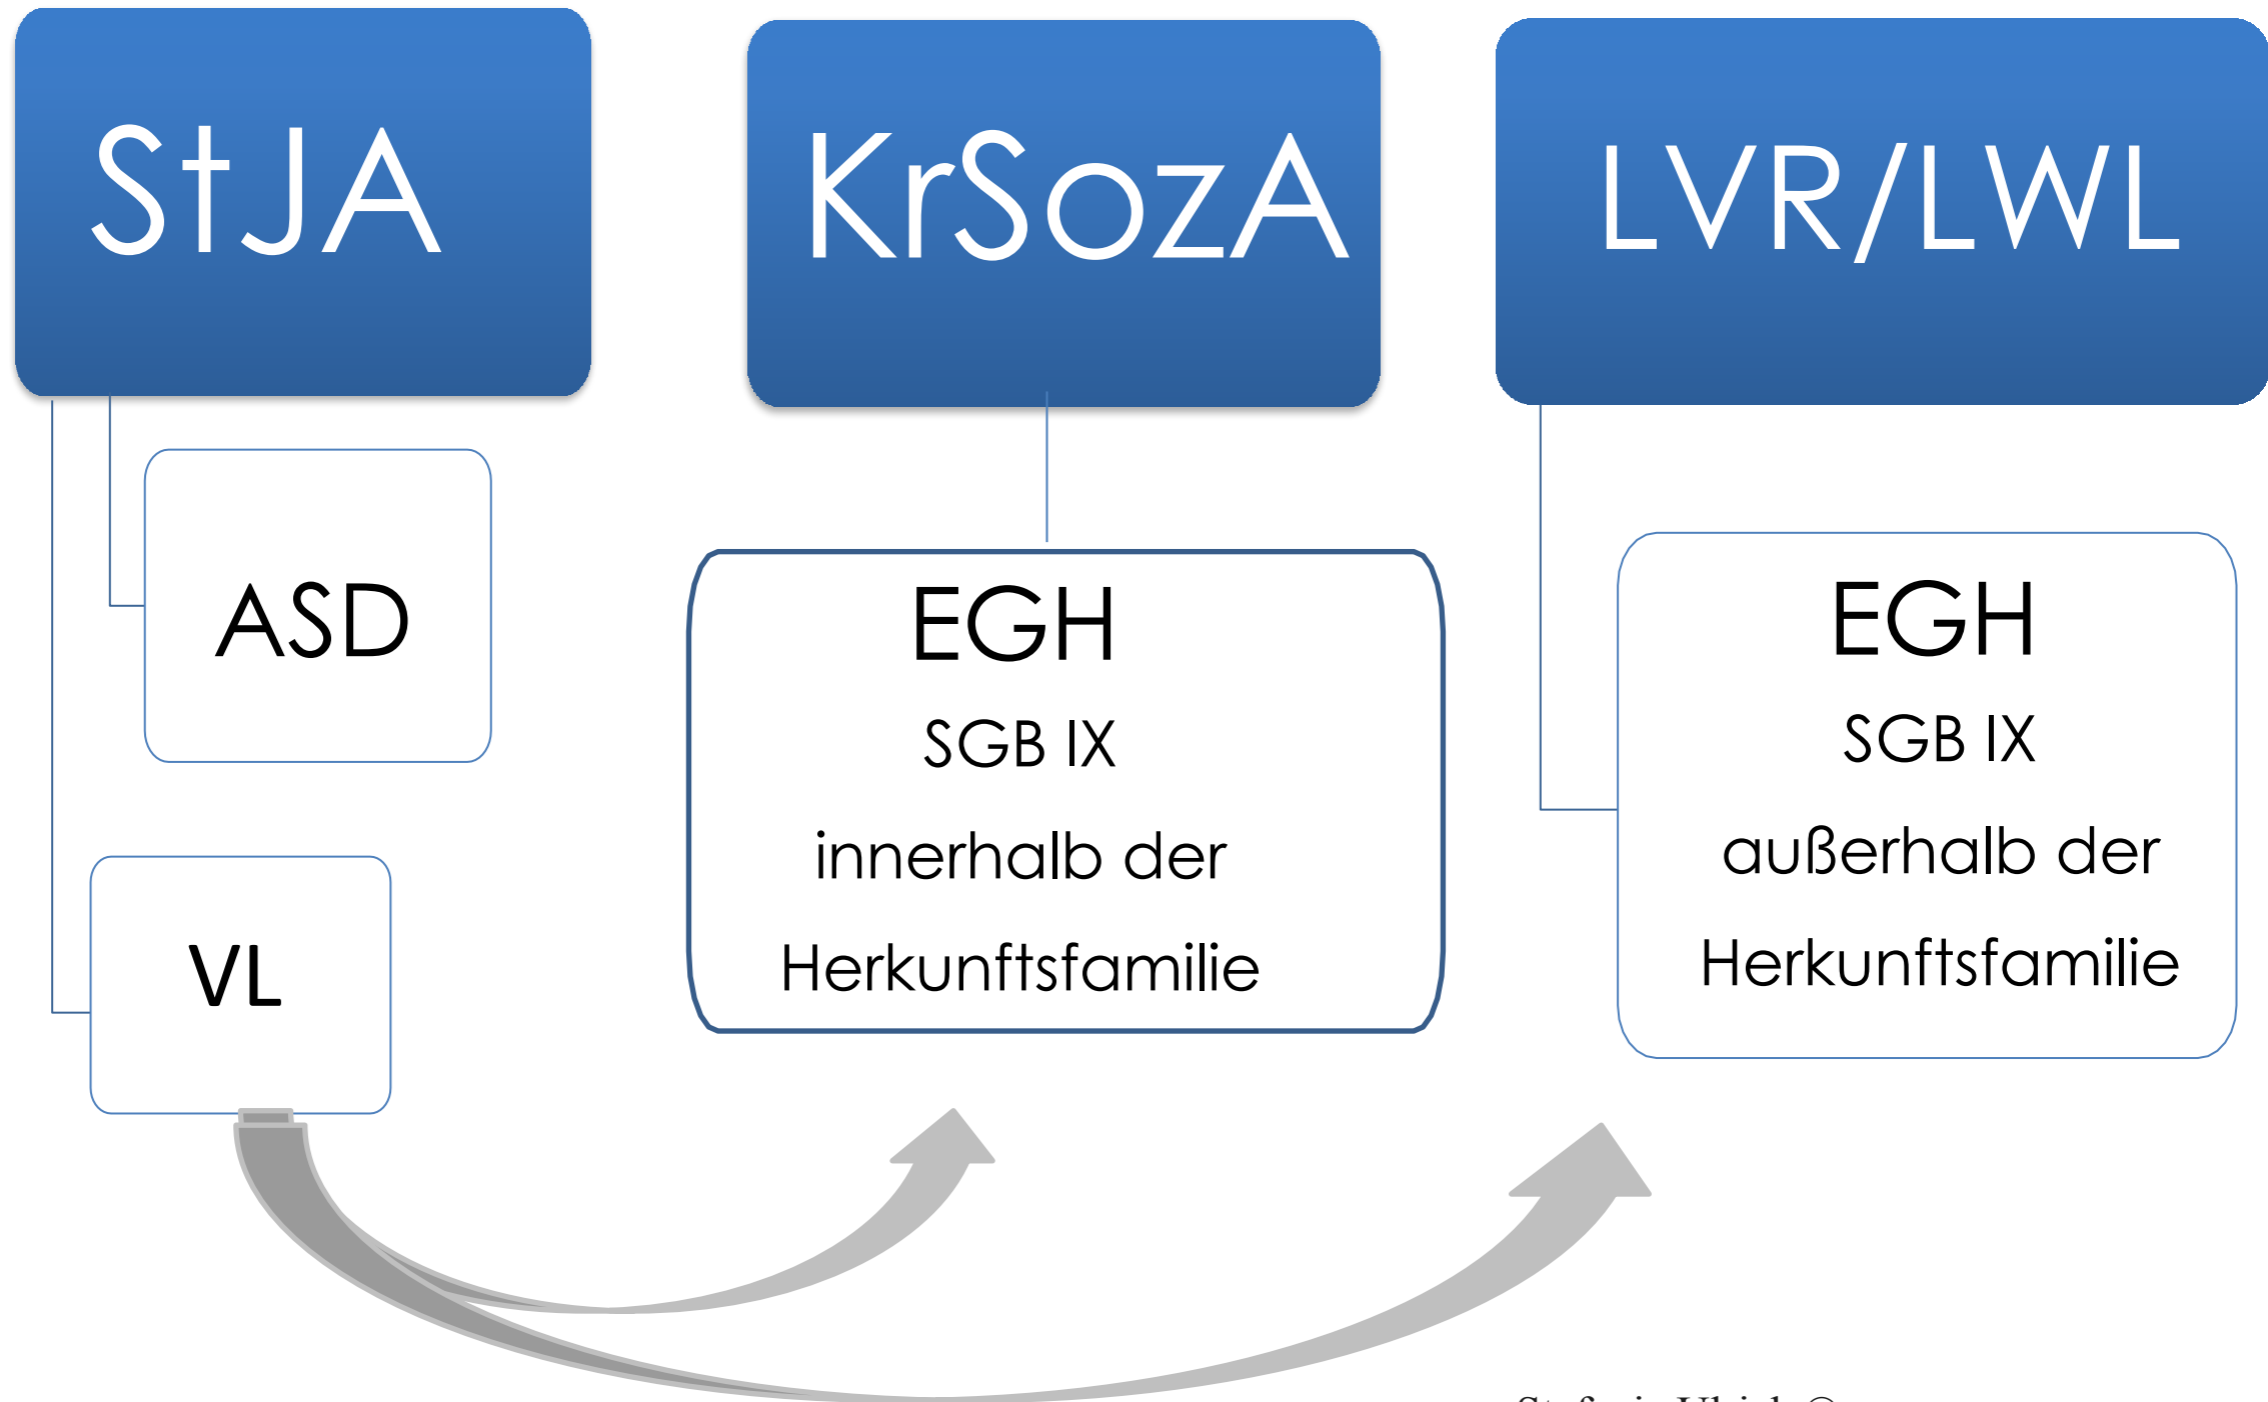 StJA
ASD
VL
KrSozA
EGH
SGB IX
innerhalb der
Herkunftsfamilie
LVR/LWL
EGH
SGB IX
außerhalb der
Herkunftsfamilie